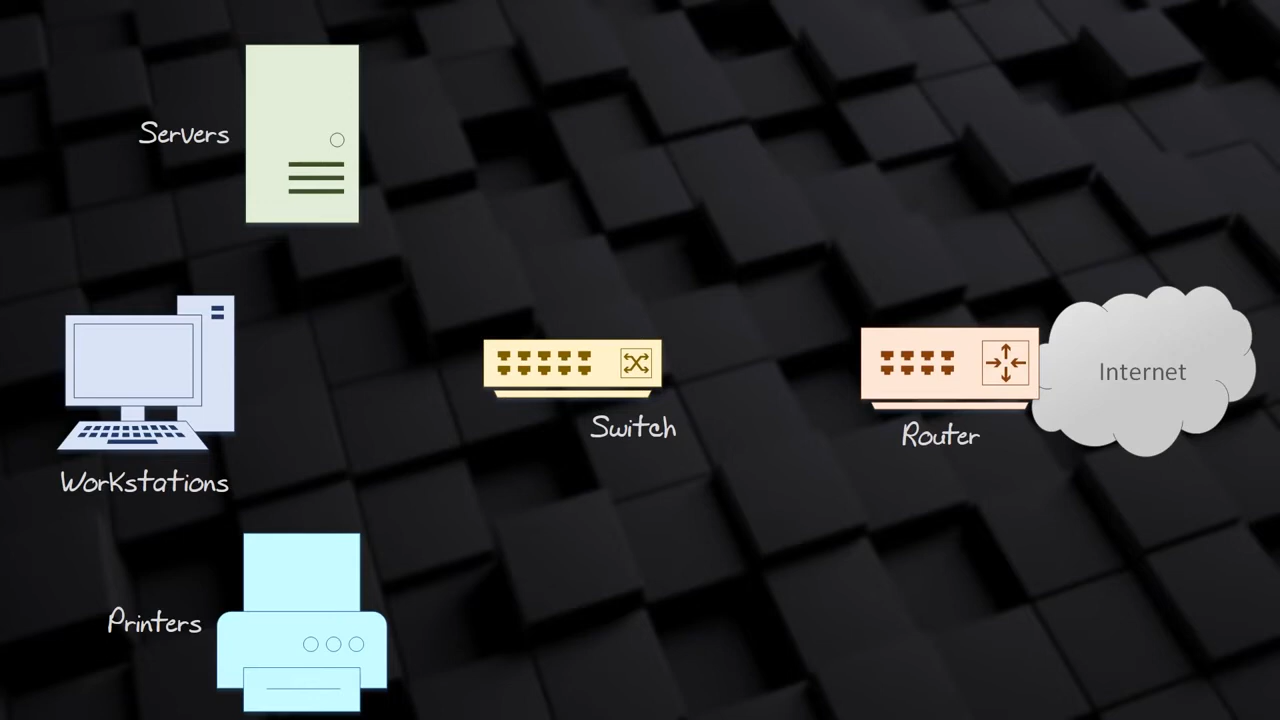 Servers
Workstations
Printers
Switch
Router
Internet